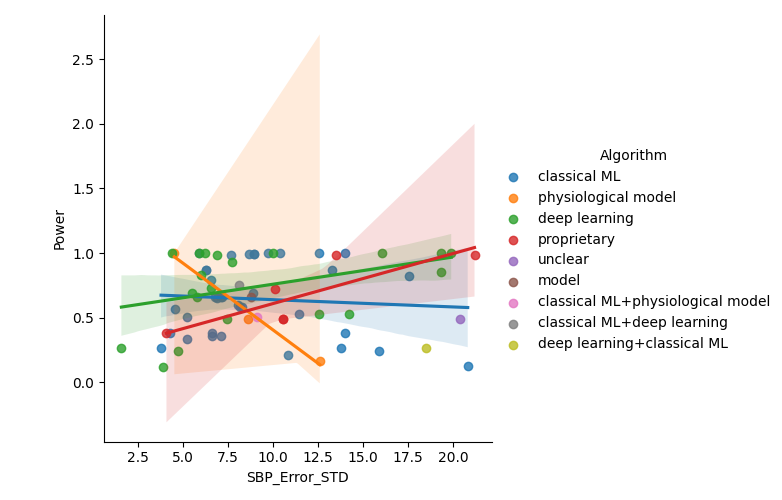 2.5
2.0
1.5
1.0
0.5
0.0
Power
2.5 5.0 7.5 10.0 12.5 15.0 17.5 20.0
SBP_Error_STD
Algorithm
classical ML
physiological model
deep learning
proprietary
unclear
model
classical ML+physiological model
classical ML+deep learning
deep learning+classical ML